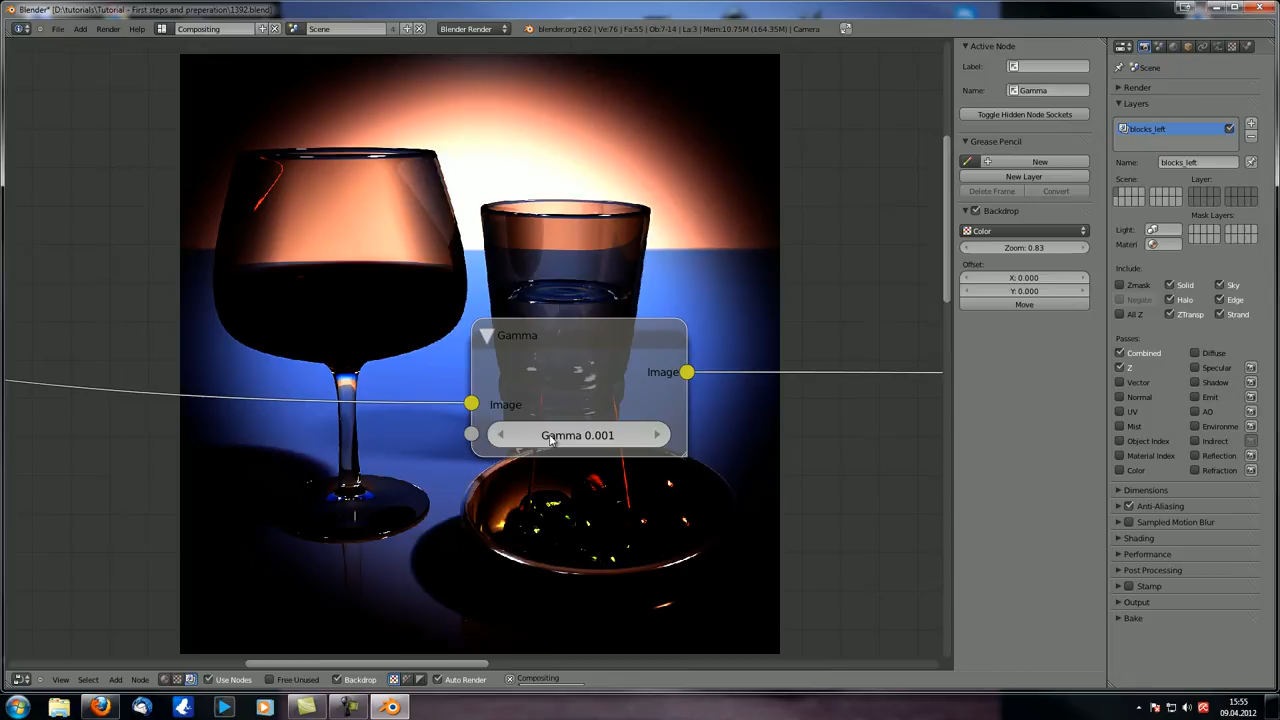 Blender* [D:\tutorials\Tutorial - First steps and preperation\1392.blend]
File Add Render Help Compositing Scene 4 Blender Render blender.org 262 | Ve:76 | Fa:55 | Ob:7-14 | La:3 | Mem:10.75M (164.35M) | Camera
Active Node
Label:
Name: Gamma
Toggle Hidden Node Sockets
Grease Pencil
New
New Layer
Delete Frame Convert
Backdrop
Color
Zoom: 0.83
Offset:
X: 0.000
Y: 0.000
Move
Scene
Render
Layers
blocks_left
Name: blocks_left
Scene: Layer:
Mask Layers:
Light:
Materi
Include:
Zmask Solid Sky
Negate Halo Edge
All Z ZTransp Strand
Passes:
Combined Diffuse
Z Specular
Vector Shadow
Normal Emit
UV AO
Mist Environme
Object Index Indirect
Material Index Reflection
Color Refraction
Dimensions
Anti-Aliasing
Sampled Motion Blur
Shading
Performance
Post Processing
Stamp
Output
Bake
Gamma
Image
Image
Gamma 0.001
View Select Add Node Use Nodes Free Unused Backdrop Auto Render Compositing
15:55
09.04.2012